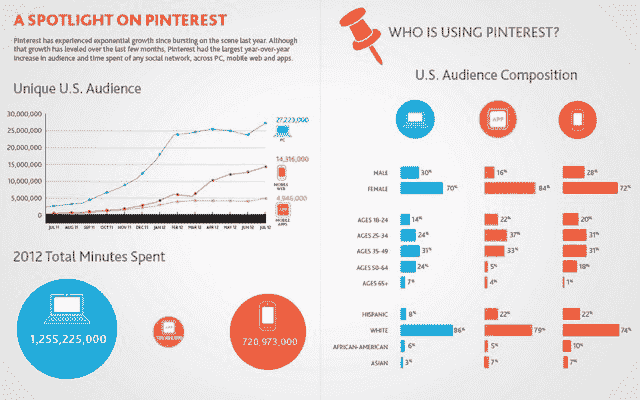 A SPOTLIGHT ON PINTEREST
Pinterest has experienced exponential growth since bursting on the scene last year. Although
that growth has leveled over the last few months, Pinterest had the largest year-over-year
increase in audience and time spent of any social network, across PC, mobile web and apps.
Unique U.S. Audience
30,000,000
25,000,000
20,000,000
15,000,000
10,000,000
5,000,000
0
27,223,000
PC
14,316,000
MOBILE WEB
4,946,000
APP
MOBILE APPS
JUL 11 AUG 11 SEP 11 OCT 11 NOV 11 DEC 11 JAN 12 FEB 12 MAR 12 APR 12 MAY 12 JUN 12 JUL 12
2012 Total Minutes Spent
1,255,225,000
APP
720,973,000
WHO IS USING PINTEREST?
U.S. Audience Composition
APP
MALE 30% 16% 28%
FEMALE 70% 84% 72%
AGES 18-24 14% 22% 20%
AGES 25-34 24% 37% 31%
AGES 35-49 31% 33% 31%
AGES 50-64 24% 5% 18%
AGES 65+ 7% 4% 1%
HISPANIC 8% 22% 22%
WHITE 86% 79% 74%
AFRICAN-AMERICAN 6% 5% 10%
ASIAN 3% 7% 7%